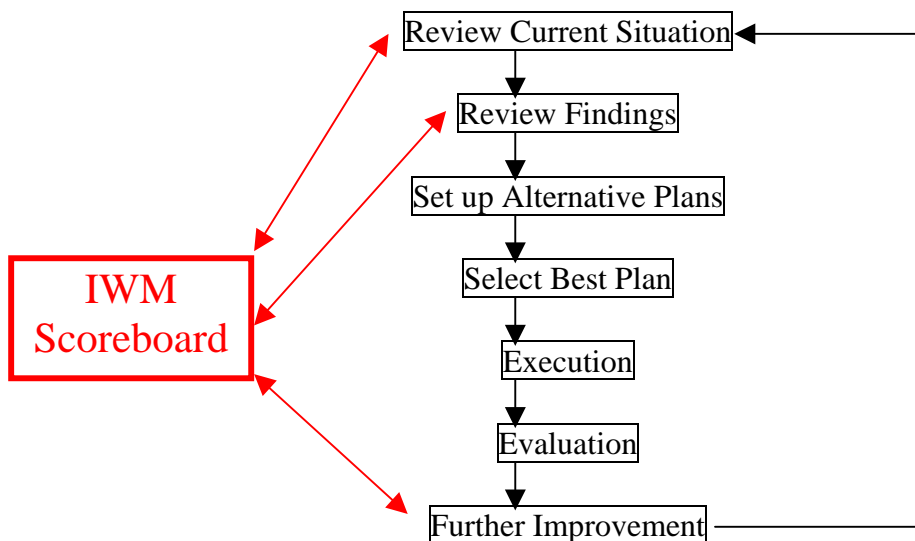 Review Current Situation
Review Findings
Set up Alternative Plans
Select Best Plan
IWM
Scoreboard
Execution
Evaluation
Further Improvement